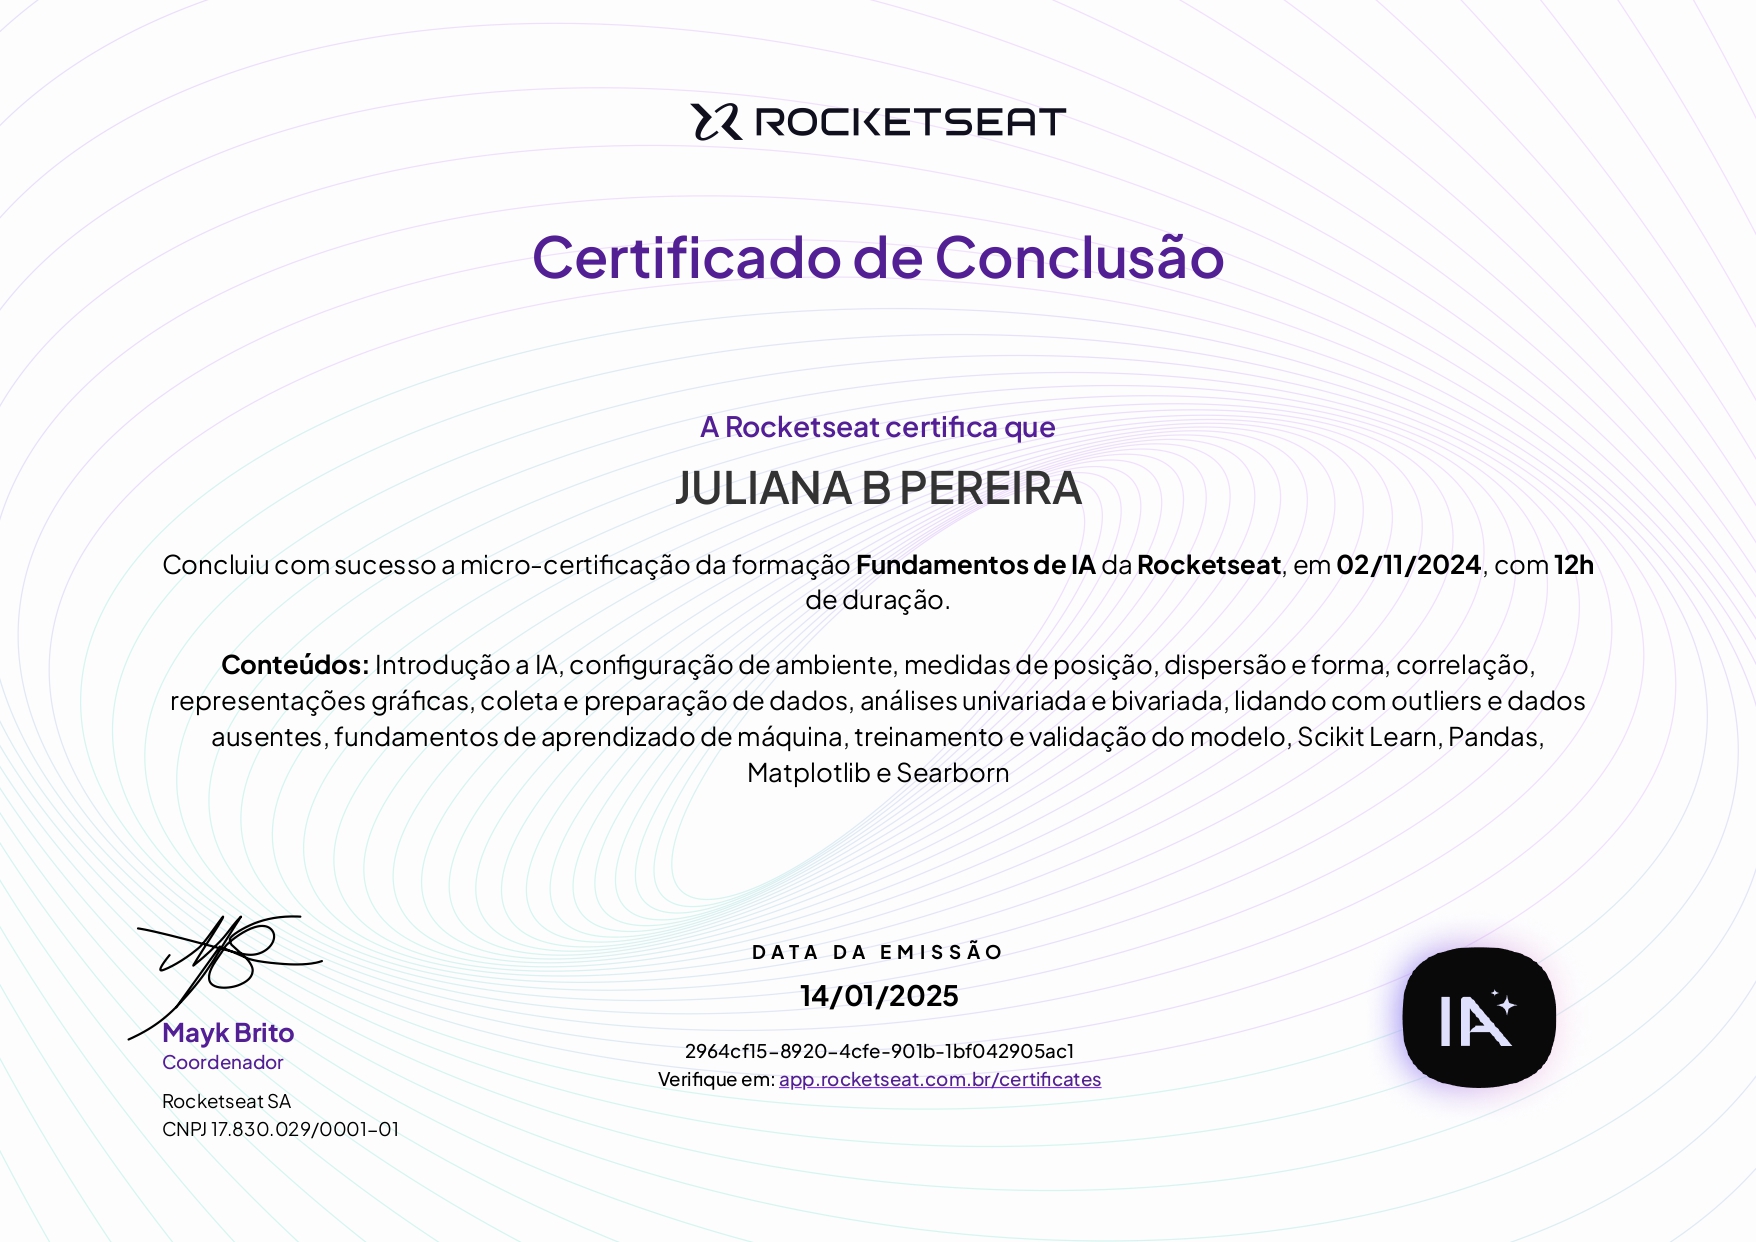 ROCKETSEAT
Certificado de Conclusão
A Rocketseat certifica que
JULIANA B PEREIRA
Concluiu com sucesso a micro-certificação da formação Fundamentos de IA da Rocketseat, em 02/11/2024, com 12h
de duração.
Conteúdos: Introdução a IA, configuração de ambiente, medidas de posição, dispersão e forma, correlação,
representações gráficas, coleta e preparação de dados, análises univariada e bivariada, lidando com outliers e dados
ausentes, fundamentos de aprendizado de máquina, treinamento e validação do modelo, Scikit Learn, Pandas,
Matplotlib e Searborn
Mayk Brito
Coordenador
Rocketseat SA
CNPJ 17.830.029/0001-01
DATA DA EMISSÃO
14/01/2025
2964cf15-8920-4cfe-901b-1bf042905ac1
Verifique em: app.rocketseat.com.br/certificates
IA